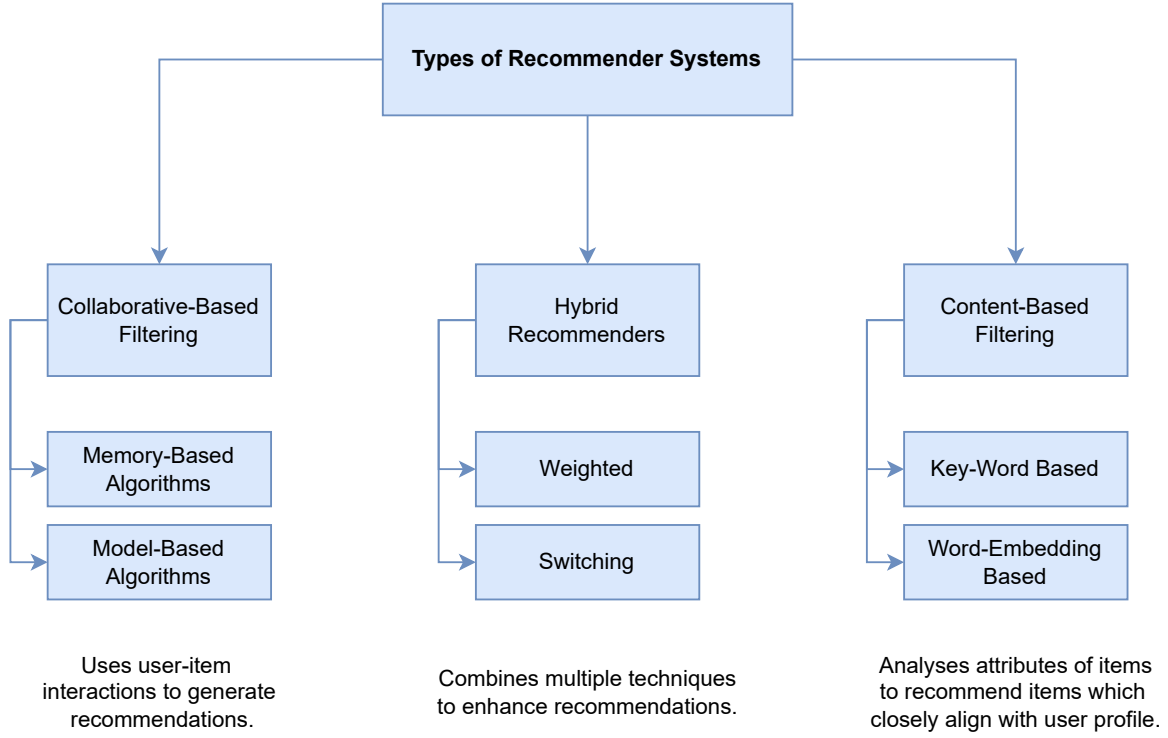 Types of Recommender Systems
Collaborative-Based
Filtering
Memory-Based
Algorithms
Model-Based
Algorithms
Uses user-item
interactions to generate
recommendations.
Hybrid
Recommenders
Weighted
Switching
Combines multiple techniques
to enhance recommendations.
Content-Based
Filtering
Key-Word Based
Word-Embedding
Based
Analyses attributes of items
to recommend items which
closely align with user profile.